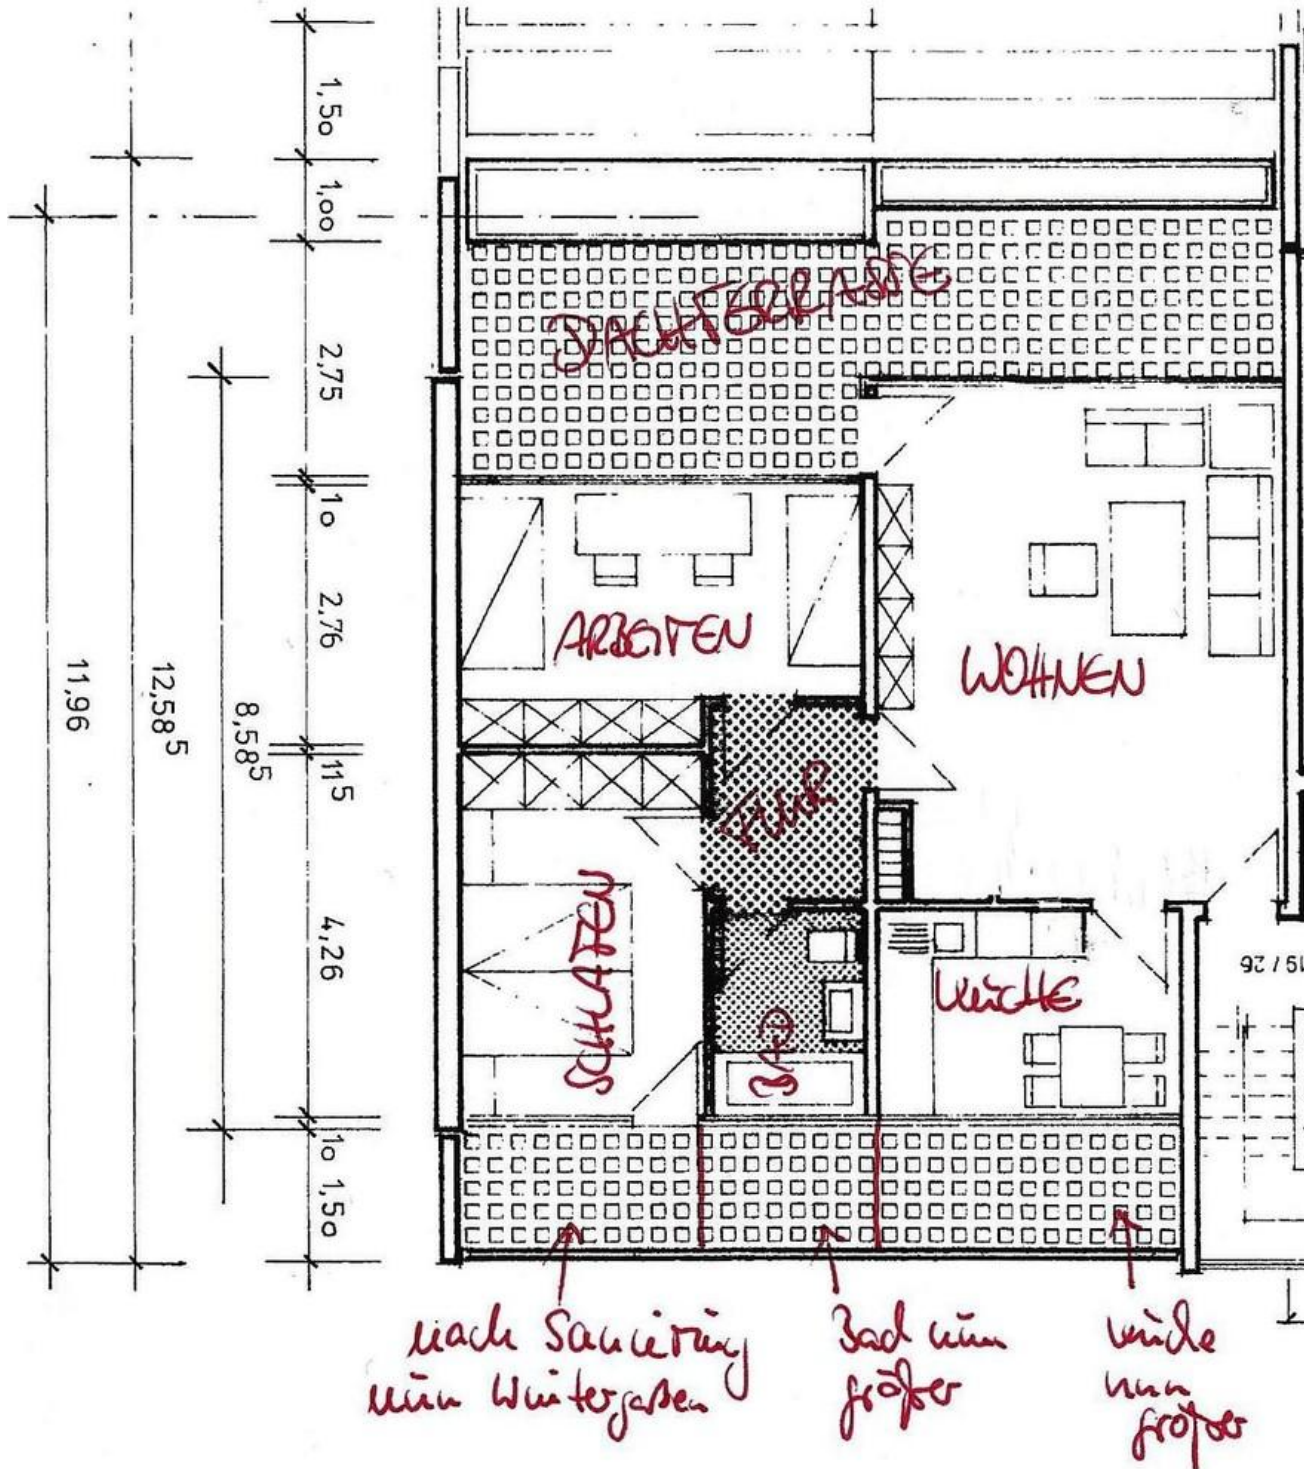 1,50
1,00
2,75
10
2,76
11⁵
4,26
10
1,50
8,58⁵
12,58⁵
11,96
DACHTERRASSE
ARBEITEN
WOHNEN
FLUR
SCHLAFEN
BAD
KÜCHE
nach Sanierung
nun Wintergarten
Bad nun
größer
Küche
nun
größer